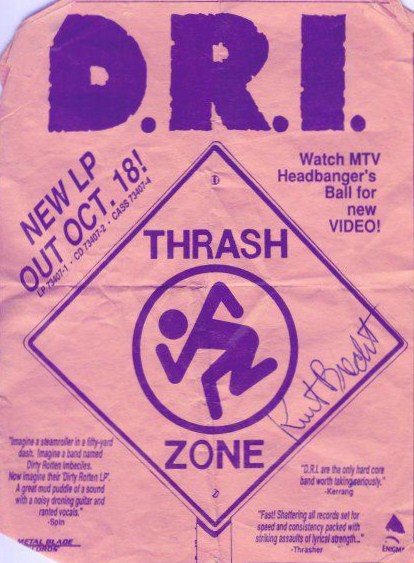 D.R.I.
NEW LP
OUT OCT. 18!
LP 73407-1 · CD 73407-2 · CASS 73407-4
Watch MTV
Headbanger's
Ball for
new
VIDEO!
THRASH
ZONE
Kurt Brecht
"Imagine a steamroller in a fifty-yard
dash. Imagine a band named
Dirty Rotten Imbeciles.
Now imagine their 'Dirty Rotten LP'.
A great mud puddle of a sound
with a noisy droning guitar and
ranted vocals."
-Spin
"D.R.I. are the only hard core
band worth taking seriously."
-Kerrang
"Fast! Shattering all records set for
speed and consistency packed with
striking assaults of lyrical strength..."
-Thrasher
METAL BLADE
RECORDS
ENIGMA